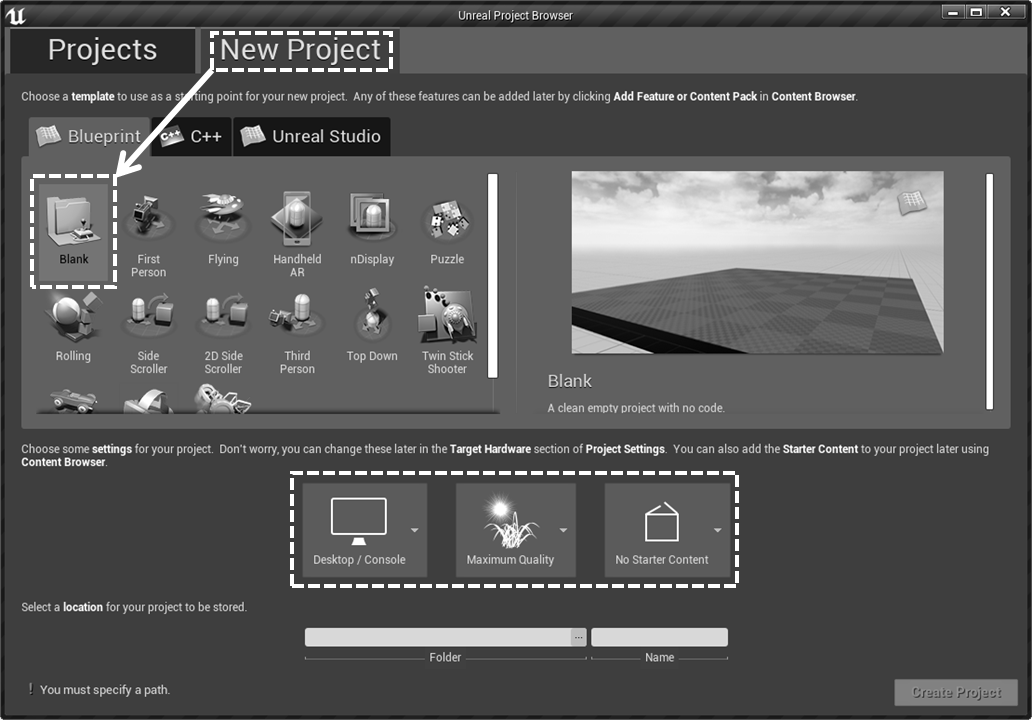 Unreal Project Browser
Projects
New Project
Choose a template to use as a starting point for your new project. Any of these features can be added later by clicking Add Feature or Content Pack in Content Browser.
Blueprint
C++
C++
Unreal Studio
Blank
First
Person
Flying
Handheld
AR
nDisplay
Puzzle
Rolling
Side
Scroller
2D Side
Scroller
Third
Person
Top Down
Twin Stick
Shooter
Blank
A clean empty project with no code.
Choose some settings for your project. Don't worry, you can change these later in the Target Hardware section of Project Settings. You can also add the Starter Content to your project later using
Content Browser.
Desktop / Console
Maximum Quality
No Starter Content
Select a location for your project to be stored.
...
Folder
Name
! You must specify a path.
Create Project